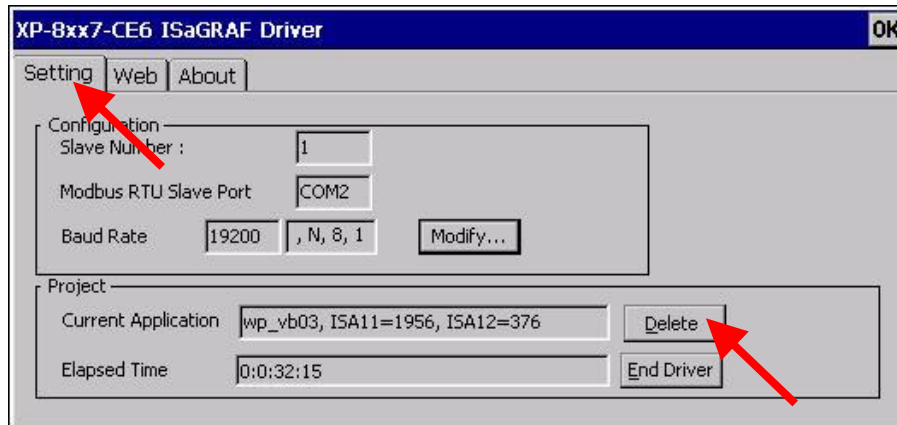 XP-8xx7-CE6 ISaGRAF Driver OK
Setting Web About
Configuration
Slave Number : 1
Modbus RTU Slave Port COM2
Baud Rate 19200 , N, 8, 1 Modify...
Project
Current Application wp_vb03, ISA11=1956, ISA12=376 Delete
Elapsed Time 0:0:32:15 End Driver